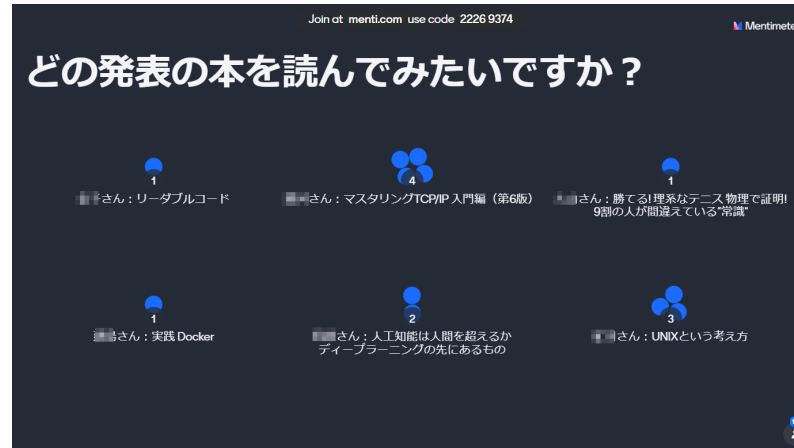 Join at menti.com use code 2226 9374
Mentimete
どの発表の本を読んでみたいですか？
1
さん：リーダブルコード
4
さん：マスタリングTCP/IP 入門編（第6版）
1
さん：勝てる! 理系なテニス 物理で証明!
9割の人が間違えている"常識"
1
さん：実践 Docker
2
さん：人工知能は人間を超えるか
ディープラーニングの先にあるもの
3
さん：UNIXという考え方